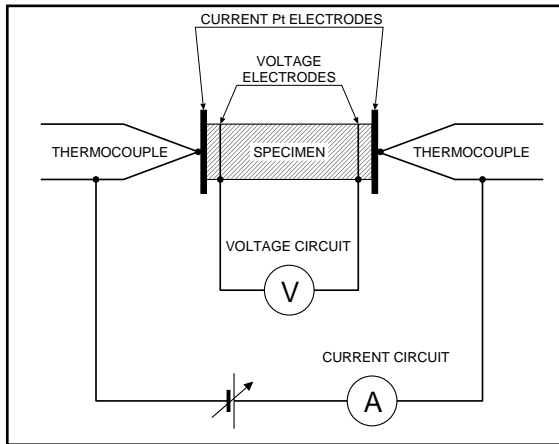 CURRENT Pt ELECTRODES
VOLTAGE
ELECTRODES
THERMOCOUPLE
SPECIMEN
THERMOCOUPLE
VOLTAGE CIRCUIT
V
CURRENT CIRCUIT
A